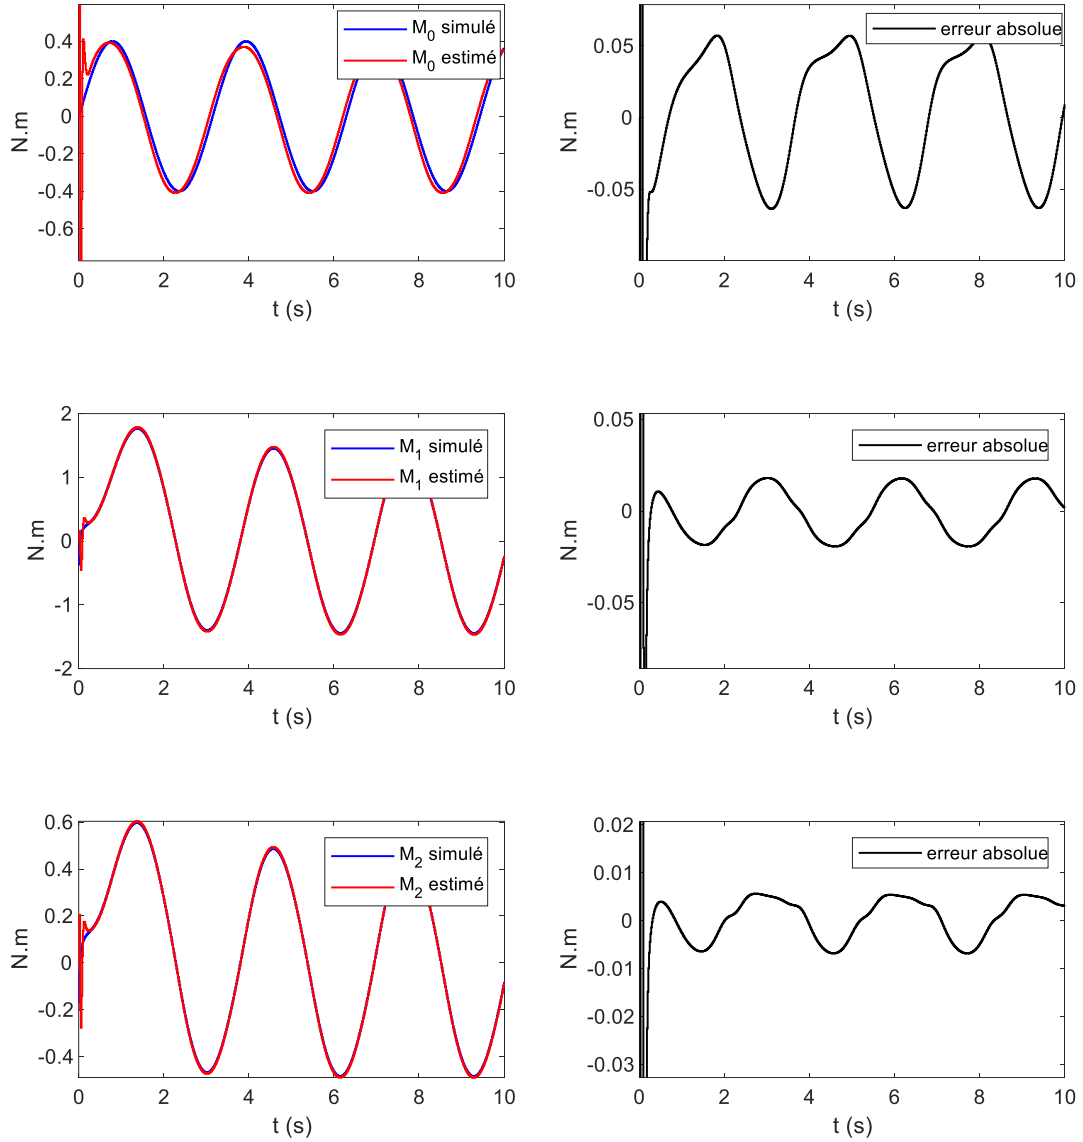 M0 simulé
M0 estimé
0.4
0.2
0
-0.2
-0.4
-0.6
N.m
0 2 4 6 8 10
t (s)
erreur absolue
0.05
0
-0.05
N.m
0 2 4 6 8 10
t (s)
M1 simulé
M1 estimé
2
1
0
-1
-2
N.m
0 2 4 6 8 10
t (s)
erreur absolue
0.05
0
-0.05
N.m
0 2 4 6 8 10
t (s)
M2 simulé
M2 estimé
0.6
0.4
0.2
0
-0.2
-0.4
N.m
0 2 4 6 8 10
t (s)
erreur absolue
0.02
0.01
0
-0.01
-0.02
-0.03
N.m
0 2 4 6 8 10
t (s)